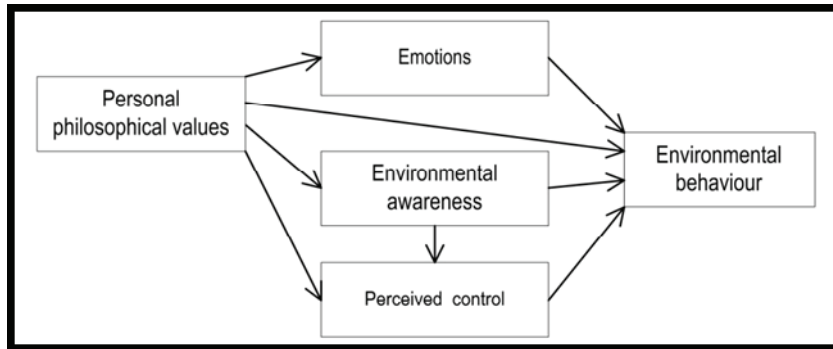 Emotions
Personal
philosophical values
Environmental
awareness
Environmental
behaviour
Perceived control